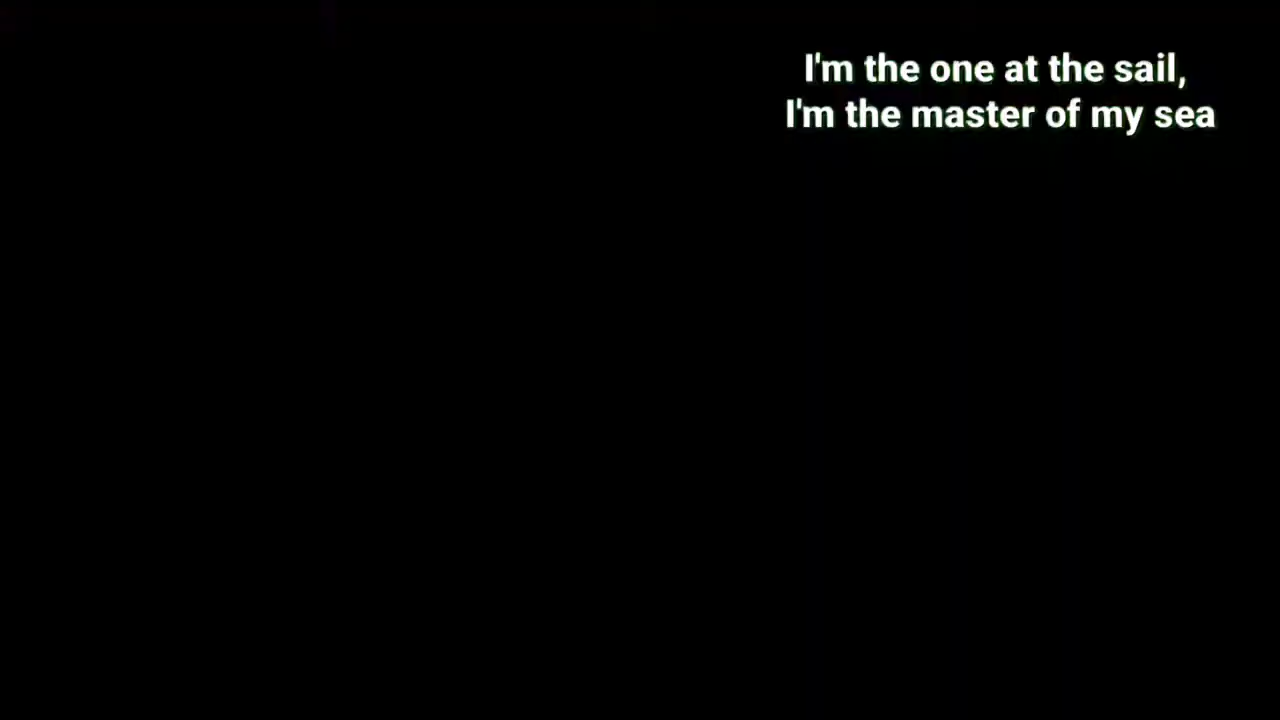 I'm the one at the sail,
I'm the master of my sea